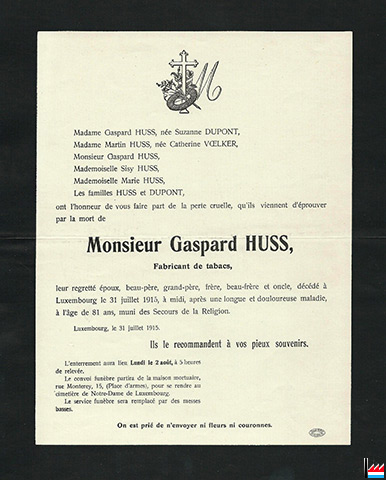 M
Madame Gaspard HUSS, née Suzanne DUPONT,
Madame Martin HUSS, née Catherine VŒLKER,
Monsieur Gaspard HUSS,
Mademoiselle Sisy HUSS,
Mademoiselle Marie HUSS,
Les familles HUSS et DUPONT,
ont l'honneur de vous faire part de la perte cruelle, qu'ils viennent d'éprouver
par la mort de
Monsieur Gaspard HUSS,
Fabricant de tabacs,
leur regretté époux, beau-père, grand-père, frère, beau-frère et oncle, décédé à
Luxembourg le 31 juillet 1915, à midi, après une longue et douloureuse maladie,
à l'âge de 81 ans, muni des Secours de la Religion.
Luxembourg, le 31 juillet 1915.
Ils le recommandent à vos pieux souvenirs.
L'enterrement aura lieu Lundi le 2 août, à 5 heures
de relevée.
Le convoi funèbre partira de la maison mortuaire,
rue Monterey, 15, (Place d'armes), pour se rendre au
cimetière de Notre-Dame de Luxembourg.
Le service funèbre sera remplacé par des messes
basses.
On est prié de n'envoyer ni fleurs ni couronnes.